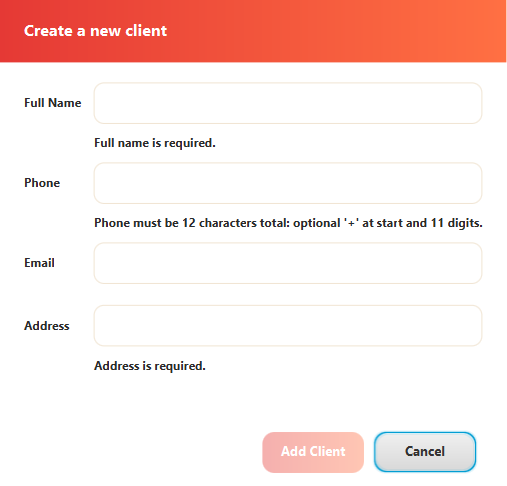 Create a new client
Full Name
Full name is required.
Phone
Phone must be 12 characters total: optional '+' at start and 11 digits.
Email
Address
Address is required.
Add Client
Cancel